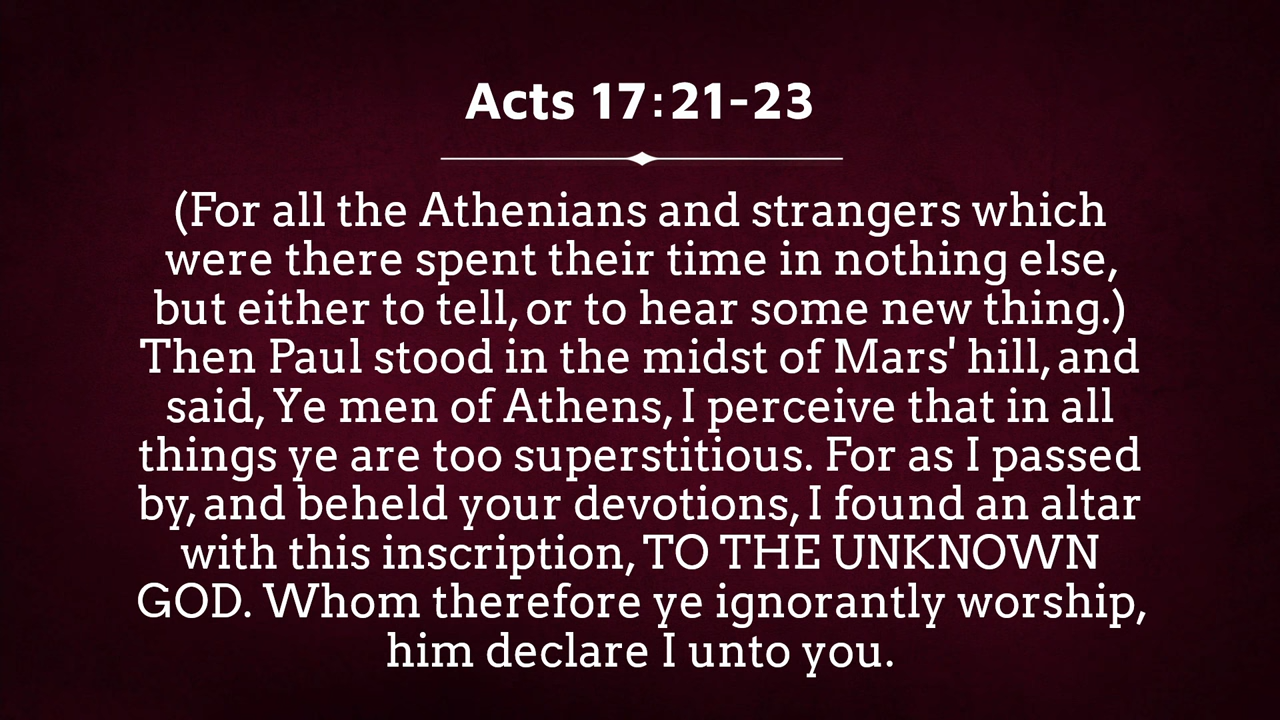 Acts 17:21-23
(For all the Athenians and strangers which
were there spent their time in nothing else,
but either to tell, or to hear some new thing.)
Then Paul stood in the midst of Mars' hill, and
said, Ye men of Athens, I perceive that in all
things ye are too superstitious. For as I passed
by, and beheld your devotions, I found an altar
with this inscription, TO THE UNKNOWN
GOD. Whom therefore ye ignorantly worship,
him declare I unto you.